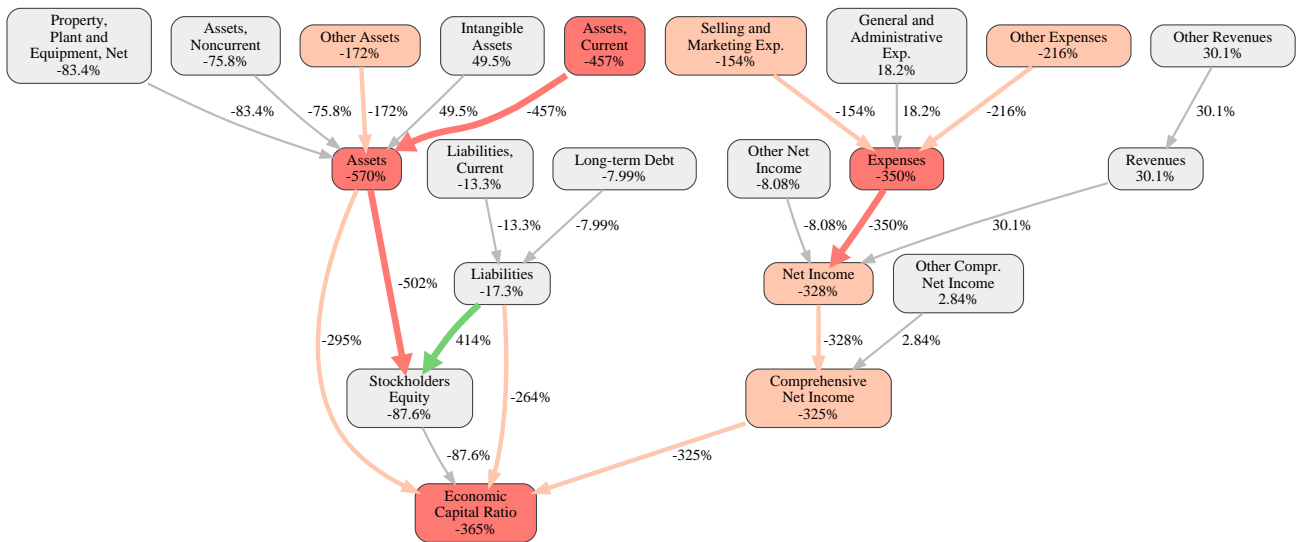 Property,
Plant and
Equipment, Net
-83.4%
Assets,
Noncurrent
-75.8%
Other Assets
-172%
Intangible
Assets
49.5%
Assets,
Current
-457%
Selling and
Marketing Exp.
-154%
General and
Administrative
Exp.
18.2%
Other Expenses
-216%
Other Revenues
30.1%
-83.4%
-75.8%
-172%
49.5%
-457%
-154%
18.2%
-216%
30.1%
Assets
-570%
Liabilities,
Current
-13.3%
Long-term Debt
-7.99%
Other Net
Income
-8.08%
Expenses
-350%
Revenues
30.1%
-13.3%
-7.99%
-8.08%
-350%
30.1%
Liabilities
-17.3%
Net Income
-328%
Other Compr.
Net Income
2.84%
-502%
-295%
414%
-264%
-328%
2.84%
Stockholders
Equity
-87.6%
Comprehensive
Net Income
-325%
-87.6%
-325%
Economic
Capital Ratio
-365%